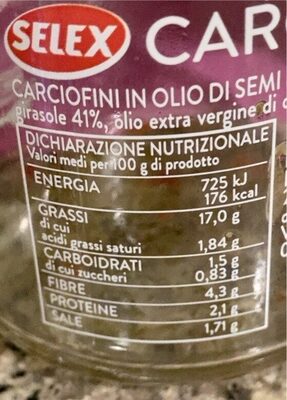 SELEX
CAR
CARCIOFINI IN OLIO DI SEMI
girasole 41%, olio extra vergine di
DICHIARAZIONE NUTRIZIONALE
Valori medi per 100 g di prodotto
ENERGIA 725 kJ
176 kcal
GRASSI 17,0 g
di cui
acidi grassi saturi 1,84 g
CARBOIDRATI 1,5 g
di cui zuccheri 0,83 g
FIBRE 4,3 g
PROTEINE 2,1 g
SALE 1,71 g